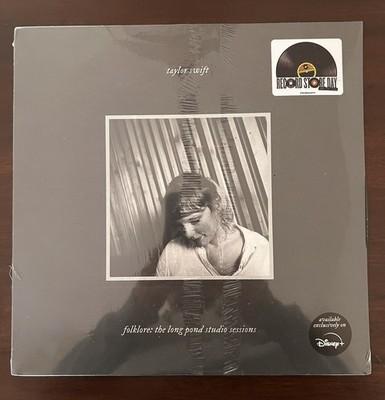 taylor swift
RECORD STORE DAY
folklore: the long pond studio sessions
available
exclusively on
Disney+